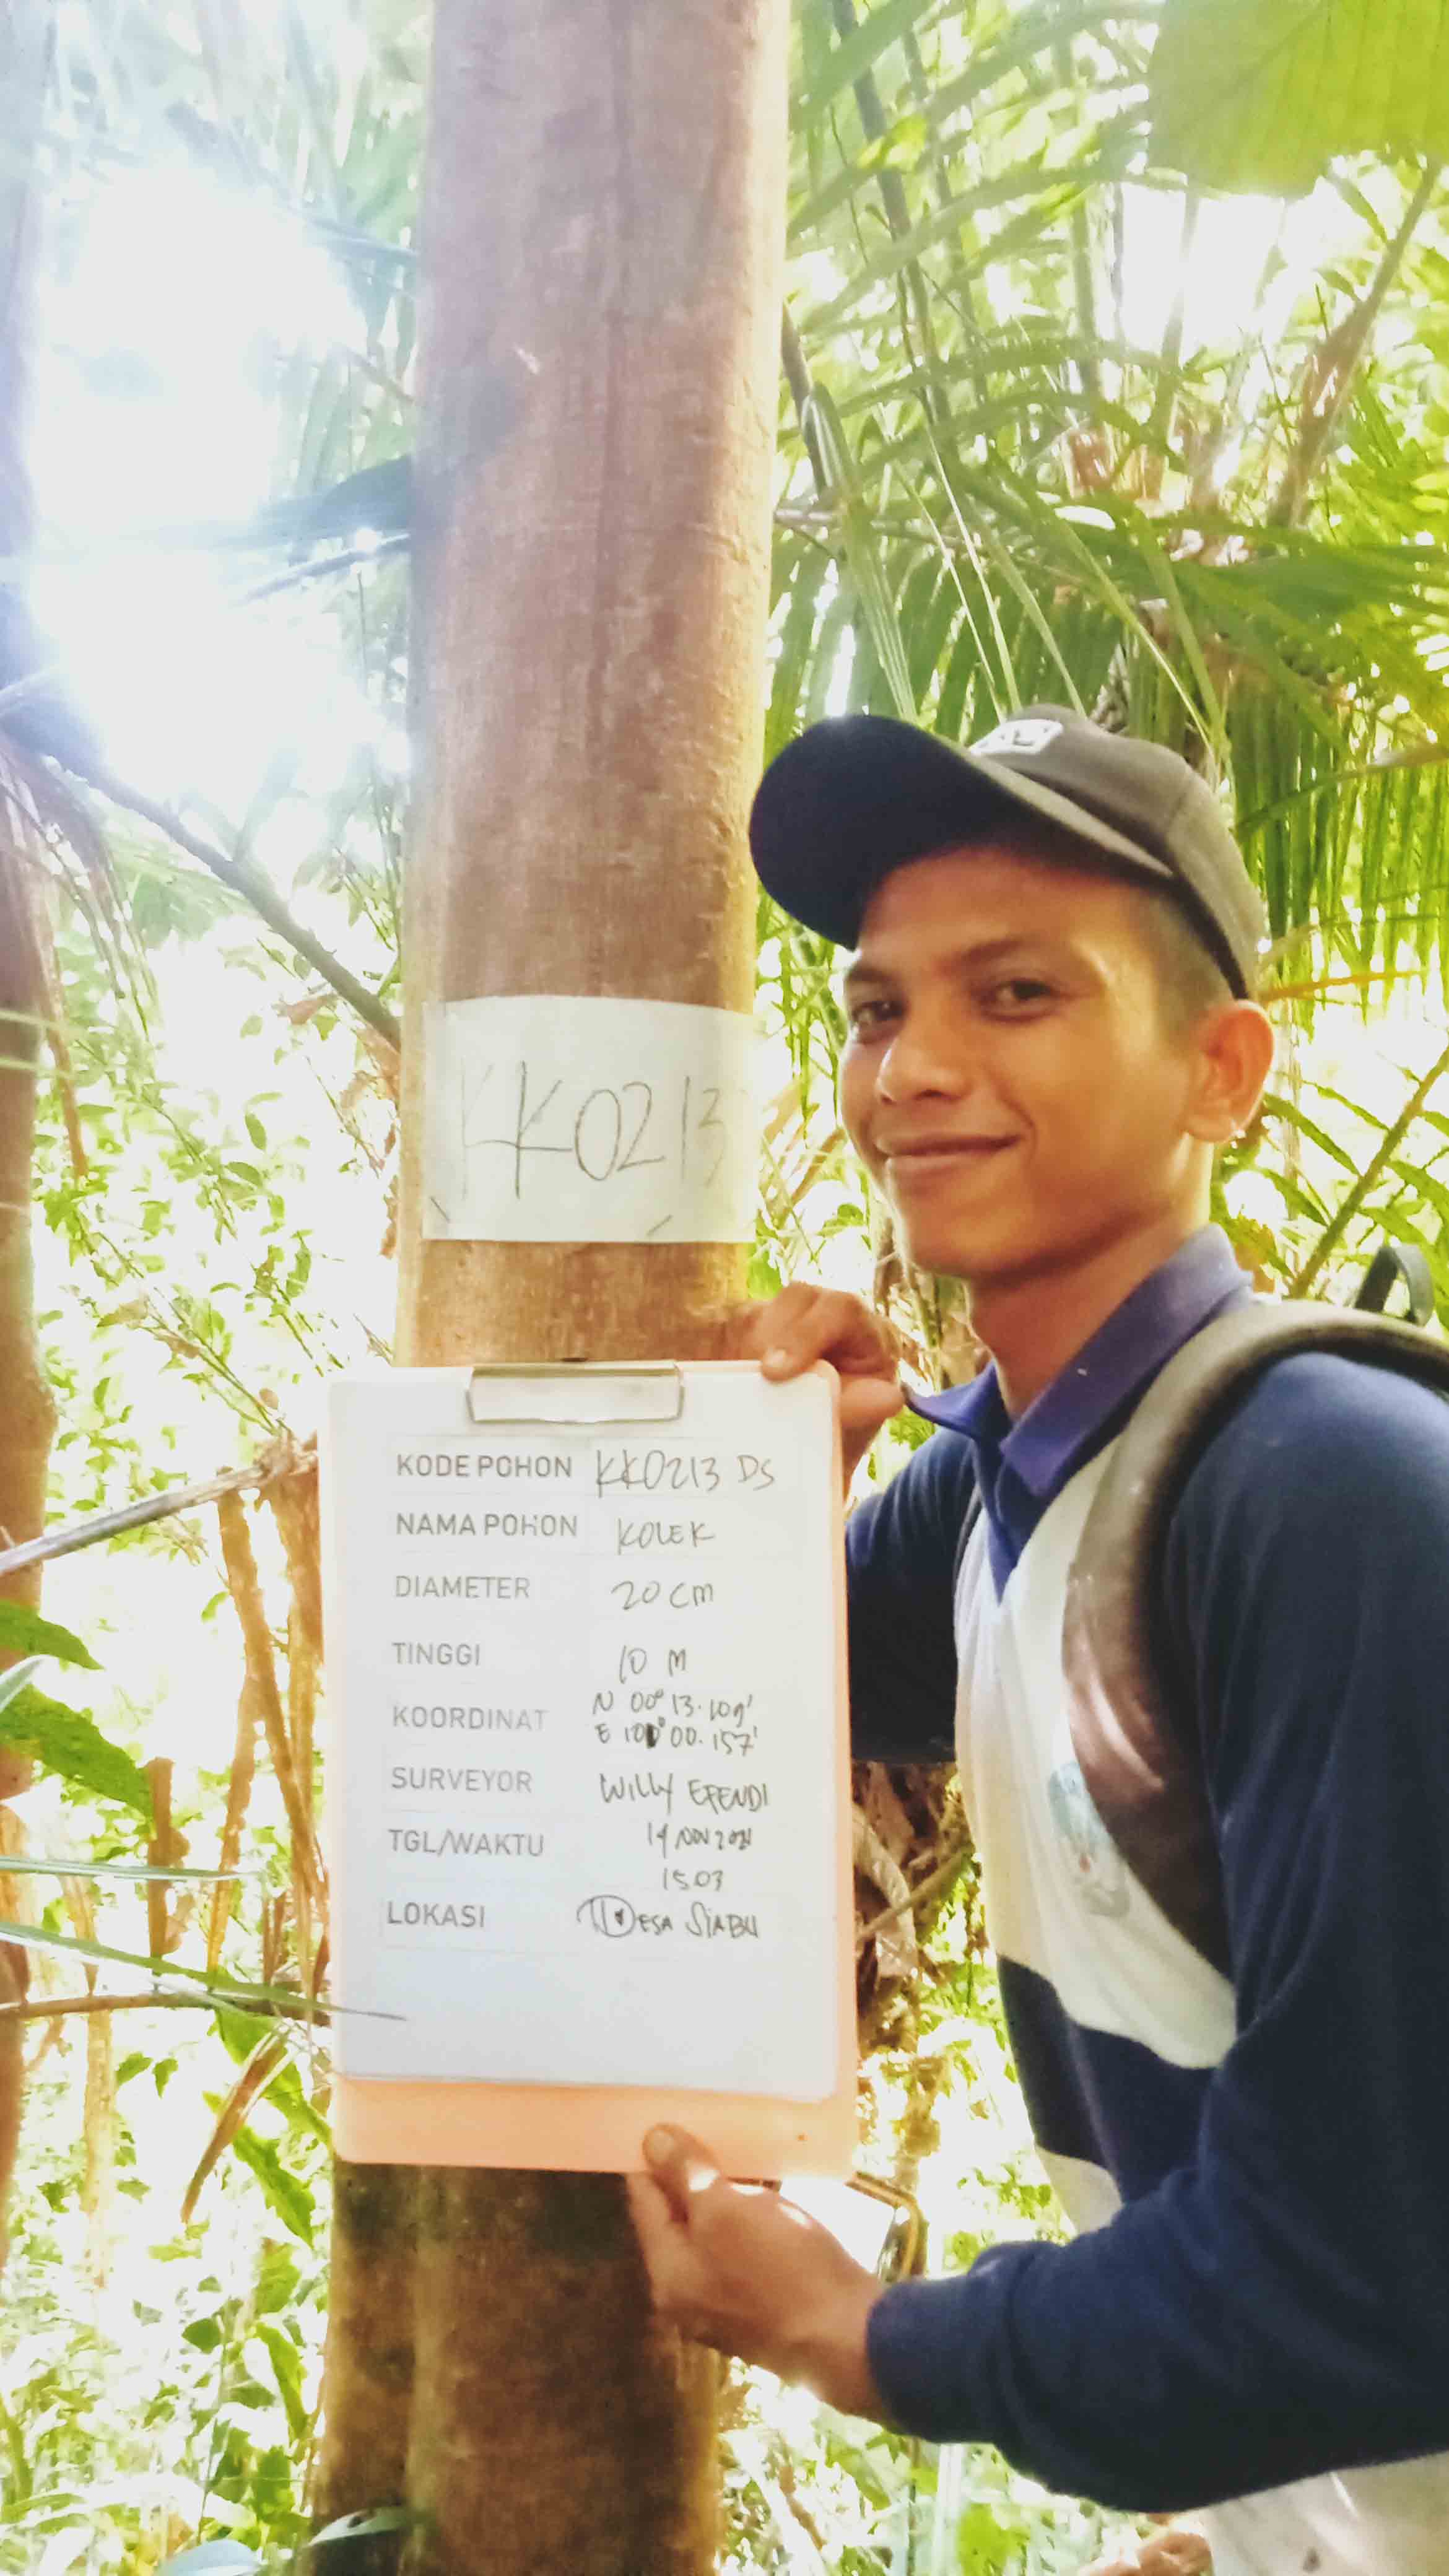 KK0213
KODE POHON KK0213 DS
NAMA POHON KOLEK
DIAMETER 20 CM
TINGGI 10 M
KOORDINAT N 00° 13.109'
E 100° 00.157'
SURVEYOR WILLY EFENDI
TGL/WAKTU 14 NOV 2021
15.03
LOKASI DESA SIABU